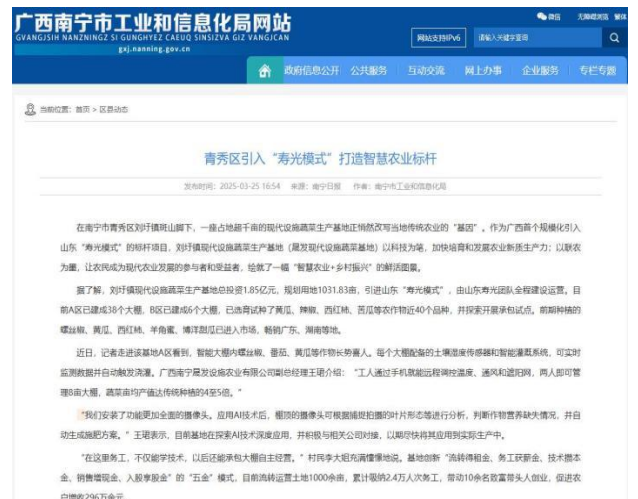 广西南宁市工业和信息化局网站
GVANGJSIH NANZNINGZ SI GUNGHYEZ CAEUQ SINSIZVA GIZ VANGJCAN
gxj.nanning.gov.cn
微信 无障碍浏览 繁体
网站支持IPv6 请输入关键字查询
政府信息公开 公共服务 互动交流 网上办事 企业服务 专栏专题
当前位置：首页 > 区县动态
青秀区引入“寿光模式”打造智慧农业标杆
发布时间：2025-03-25 16:54 来源：南宁日报 作者：南宁市工业和信息化局
在南宁市青秀区刘圩镇斑山脚下，一座占地超千亩的现代设施蔬菜生产基地正悄然改写当地传统农业的“基因”。作为广西首个规模化引入
山东“寿光模式”的标杆项目，刘圩镇现代设施蔬菜生产基地（晟发现代设施蔬菜基地）以科技为笔，加快培育和发展农业新质生产力；以联农
为墨，让农民成为现代农业发展的参与者和受益者，绘就了一幅“智慧农业+乡村振兴”的鲜活图景。
据了解，刘圩镇现代设施蔬菜生产基地总投资1.85亿元，规划用地1031.83亩，引进山东“寿光模式”，由山东寿光团队全程建设运营。目
前A区已建成38个大棚，B区已建成6个大棚，已选育试种了黄瓜、辣椒、西红柿、苦瓜等农作物近40个品种，并探索开展承包试点。前期种植的
螺丝椒、黄瓜、西红柿、羊角蜜、博洋甜瓜已进入市场，畅销广东、湖南等地。
近日，记者走进该基地A区看到，智能大棚内螺丝椒、番茄、黄瓜等作物长势喜人。每个大棚配备的土壤湿度传感器和智能灌溉系统，可实时
监测数据并自动触发浇灌。广西南宁晟发设施农业有限公司副总经理王珺介绍：“工人通过手机就能远程调控温度、通风和遮阳网，两人即可管
理8亩大棚，蔬菜亩均产值达传统种植的4至5倍。”
“我们安装了功能更加全面的摄像头。应用AI技术后，棚顶的摄像头可根据捕捉拍摄的叶片形态等进行分析，判断作物营养缺失情况，并自
动生成施肥方案。”王珺表示，目前基地在探索AI技术深度应用，并积极与相关公司对接，以期尽快将其应用到实际生产中。
“在这里务工，不仅能学技术，以后还能承包大棚自主经营。”村民李大姐充满憧憬地说。基地创新“流转得租金、务工获薪金、技术攒本
金、销售增现金、入股享股金”的“五金”模式，目前流转运营土地1000余亩，累计吸纳2.4万人次务工，带动10余名致富带头人创业，促进农
户增收296万余元。